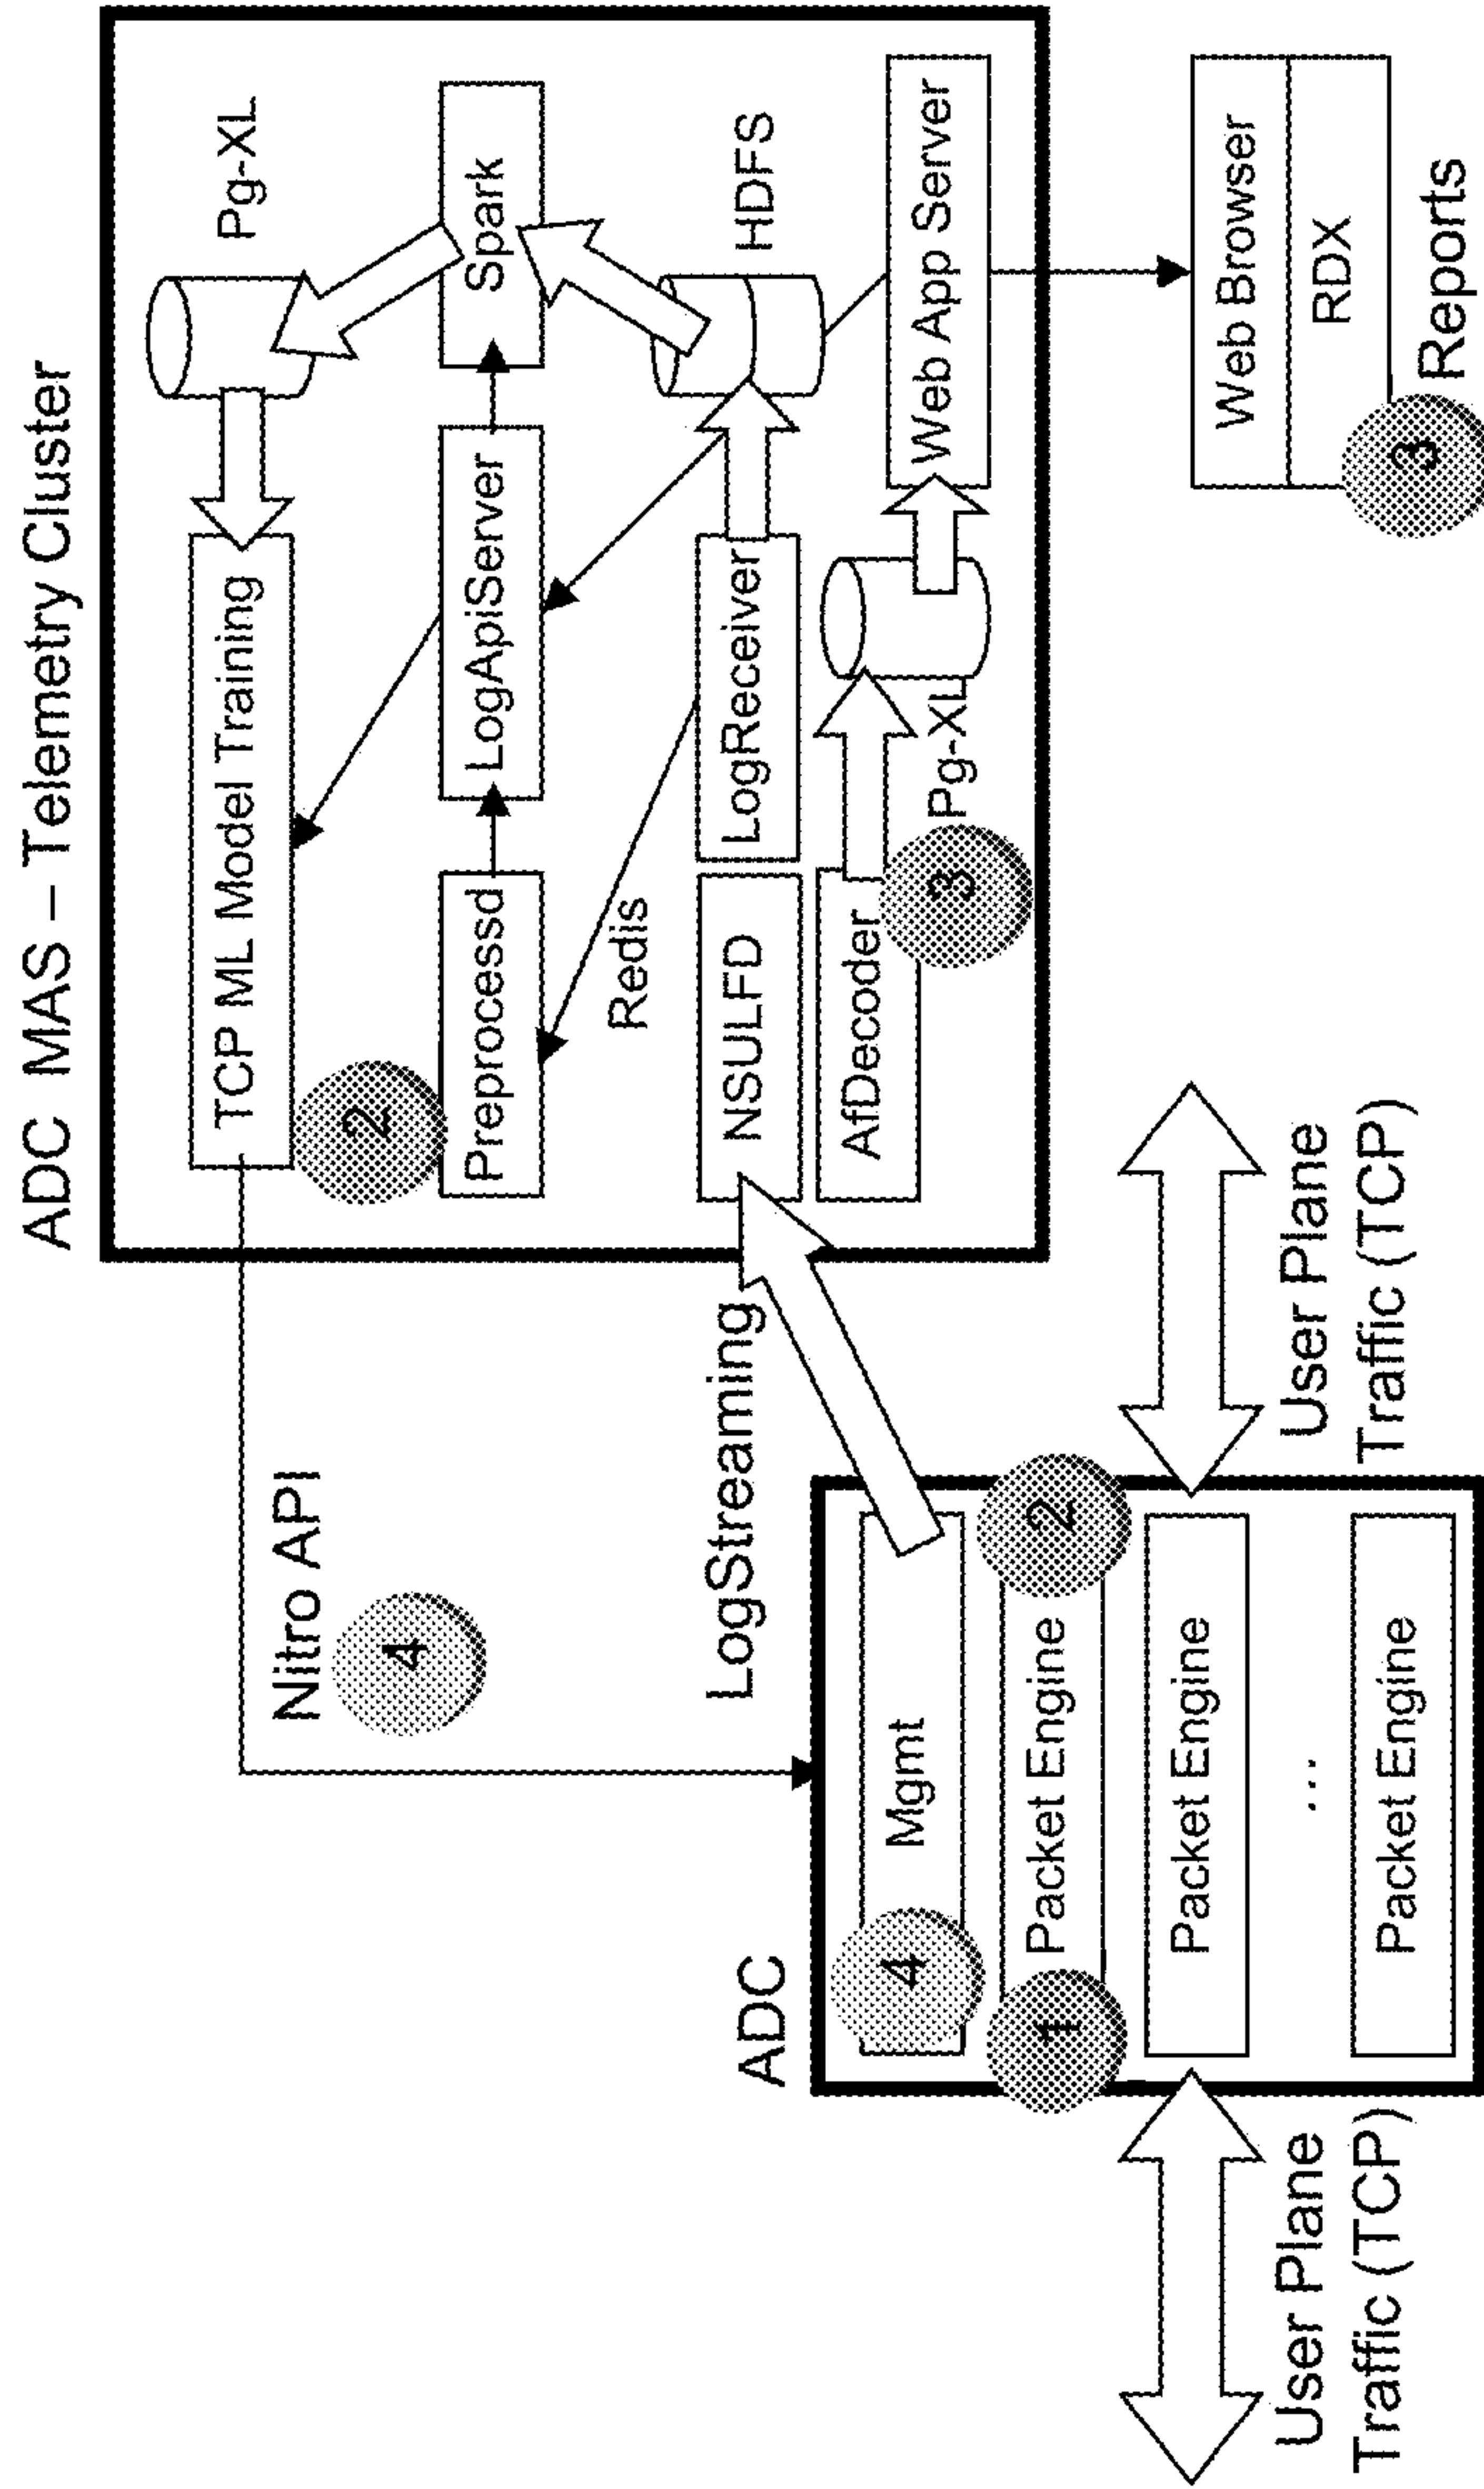 ADC MAS – Telemetry Cluster
TCP ML Model Training
Pg-XL
2
Nitro API
4
Preprocessd
LogApiServer
Spark
Redis
LogStreaming
NSULFD
LogReceiver
HDFS
AfDecoder
3
Pg-XL
Web App Server
ADC
4
Mgmt
1
Packet Engine
2
Packet Engine
...
Packet Engine
User Plane
Traffic (TCP)
User Plane
Traffic (TCP)
Web Browser
RDX
3
Reports